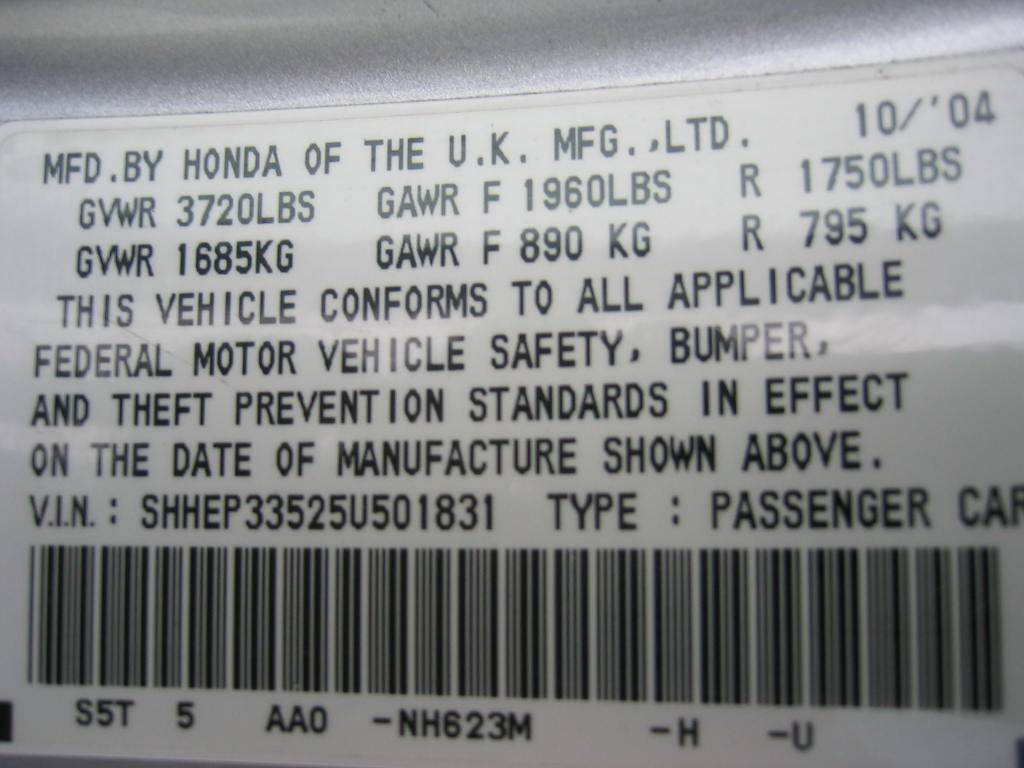 MFD.BY HONDA OF THE U.K. MFG.,LTD. 10/'04
GVWR 3720LBS GAWR F 1960LBS R 1750LBS
GVWR 1685KG GAWR F 890 KG R 795 KG
THIS VEHICLE CONFORMS TO ALL APPLICABLE
FEDERAL MOTOR VEHICLE SAFETY, BUMPER,
AND THEFT PREVENTION STANDARDS IN EFFECT
ON THE DATE OF MANUFACTURE SHOWN ABOVE.
V.I.N.: SHHEP33525U501831 TYPE : PASSENGER CAR
S5T 5 AA0 -NH623M -H -U